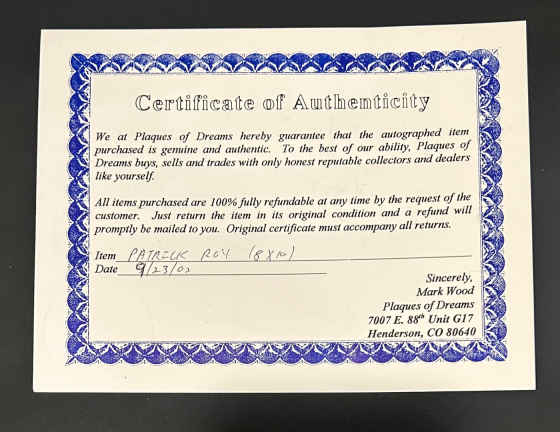 Certificate of Authenticity
We at Plaques of Dreams hereby guarantee that the autographed item
purchased is genuine and authentic. To the best of our ability, Plaques of
Dreams buys, sells and trades with only honest reputable collectors and dealers
like yourself.
All items purchased are 100% fully refundable at any time by the request of the
customer. Just return the item in its original condition and a refund will
promptly be mailed to you. Original certificate must accompany all returns.
Item PATRICK ROY (8X10)
Date 9/23/02
Sincerely,
Mark Wood
Plaques of Dreams
7007 E. 88th Unit G17
Henderson, CO 80640